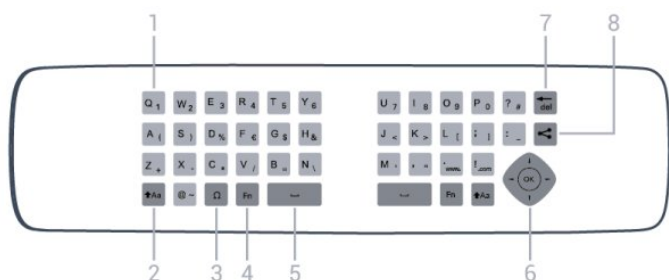 1 7 8
Q 1 W 2 E 3 R 4 T 5 Y 6 U 7 I 8 O 9 P 0 ? # del
A ( S ) D % F € G $ H & J < K > L [ ; ] : _
Z + X - C * V / B = N \ M ' , " . www. ! .com OK
Aa @ ~ Ω Fn Fn Aa
2 3 4 5 6